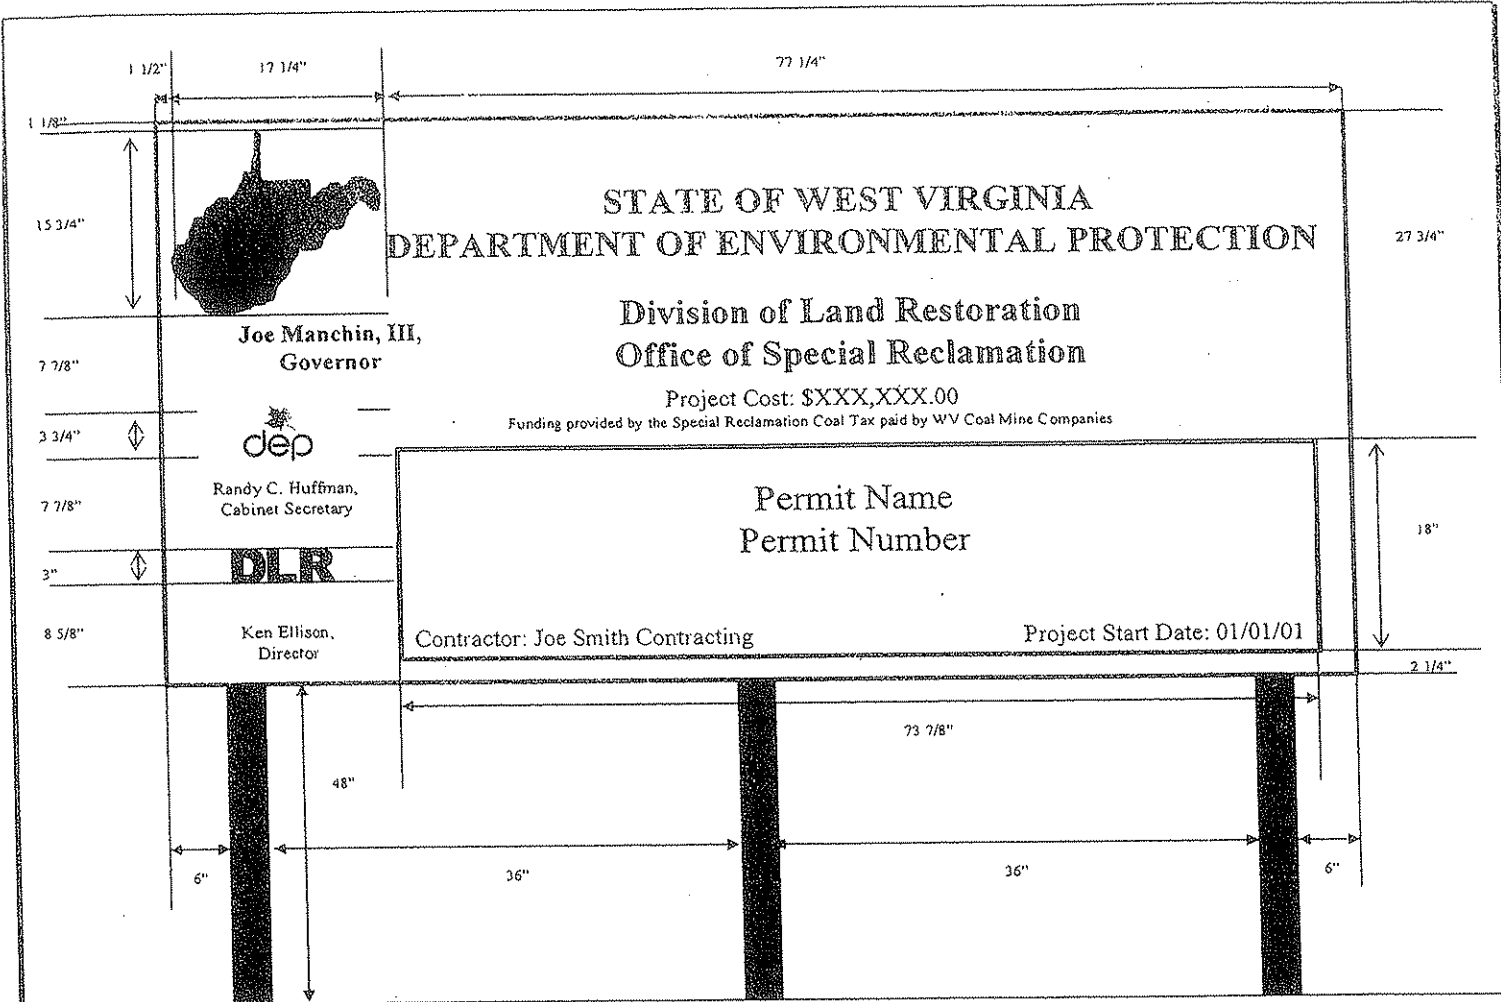 1 1/2"
17 1/4"
77 1/4"
1 1/8"
15 3/4"
STATE OF WEST VIRGINIA
DEPARTMENT OF ENVIRONMENTAL PROTECTION
27 3/4"
Division of Land Restoration
Office of Special Reclamation
Joe Manchin, III,
Governor
7 7/8"
Project Cost: $XXX,XXX.00
Funding provided by the Special Reclamation Coal Tax paid by WV Coal Mine Companies
3 3/4"
dep
Randy C. Huffman,
Cabinet Secretary
7 7/8"
Permit Name
Permit Number
18"
DLR
3"
8 5/8"
Ken Ellison,
Director
Contractor: Joe Smith Contracting
Project Start Date: 01/01/01
2 1/4"
73 7/8"
48"
6"
36"
36"
6"